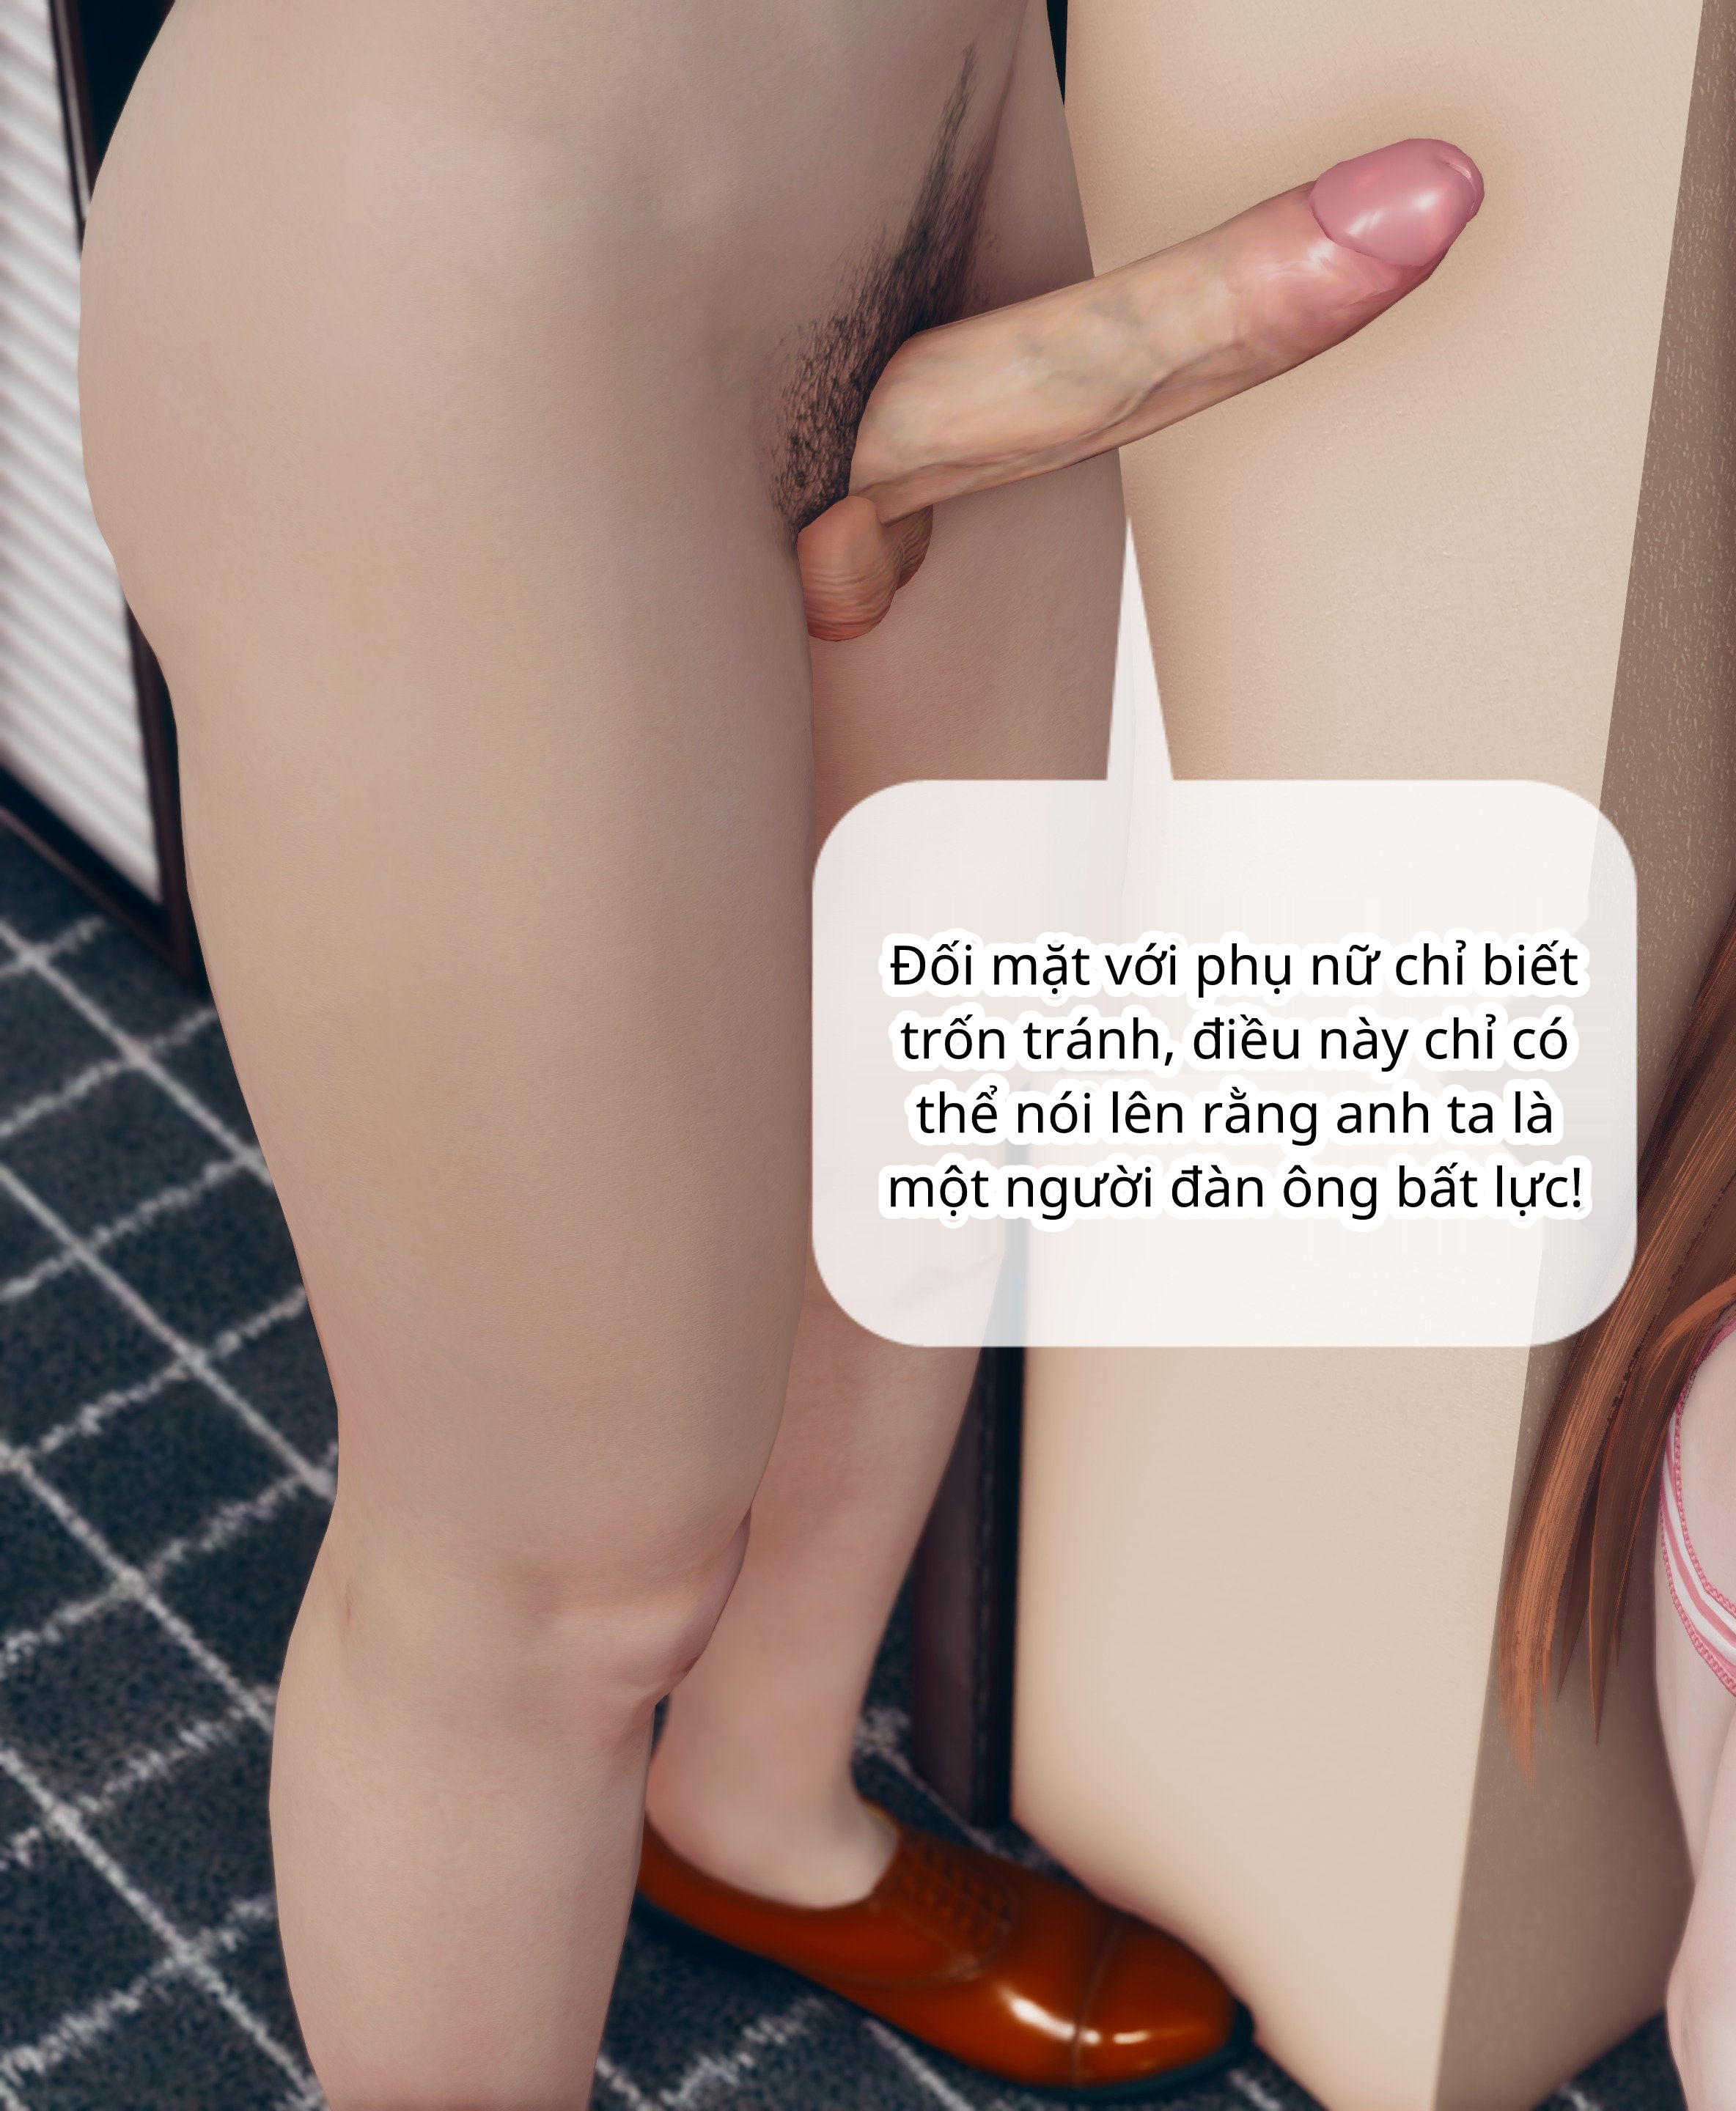 Đối mặt với phụ nữ chỉ biết
trốn tránh, điều này chỉ có
thể nói lên rằng anh ta là
một người đàn ông bất lực!